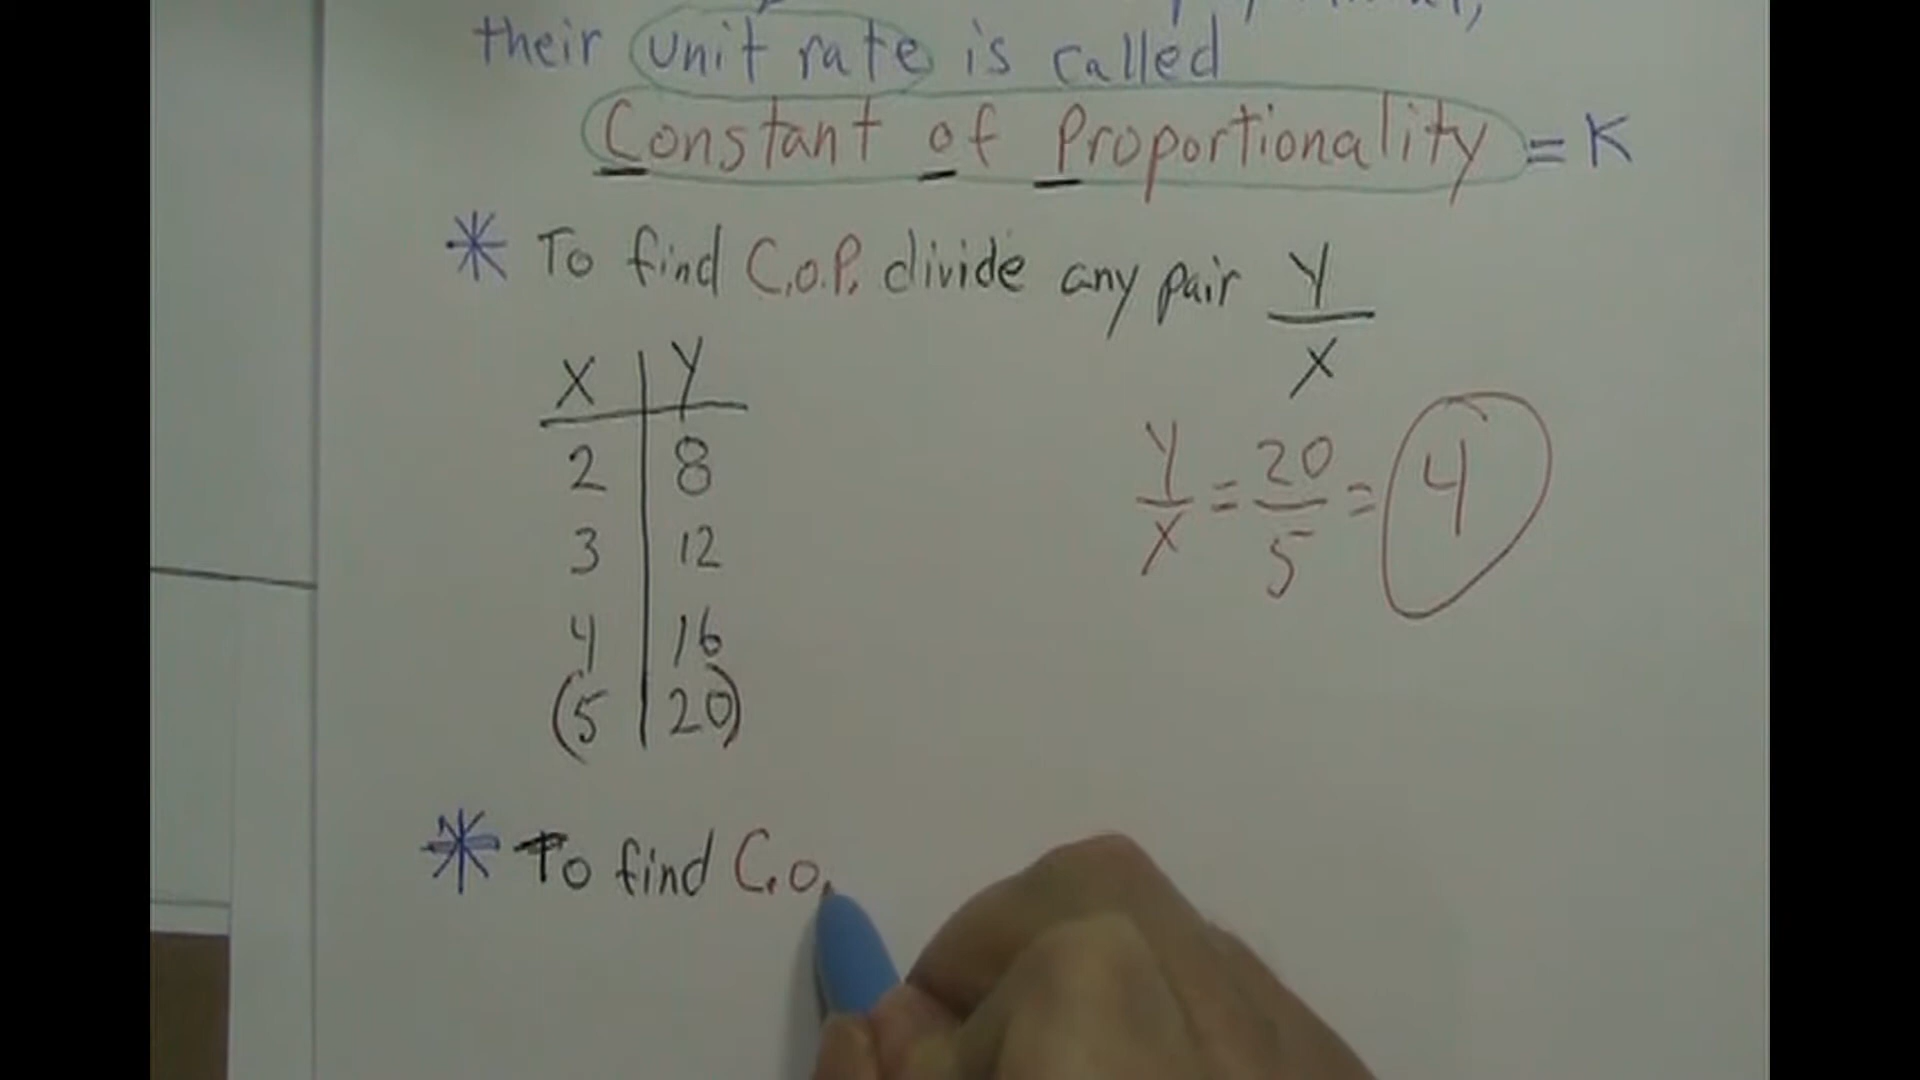 their unit rate is called
Constant of Proportionality = K
* To find C.O.P. divide any pair Y/X
X Y
2 8
3 12
4 16
(5 20)
Y/X = 20/5 = 4
* To find C.O.